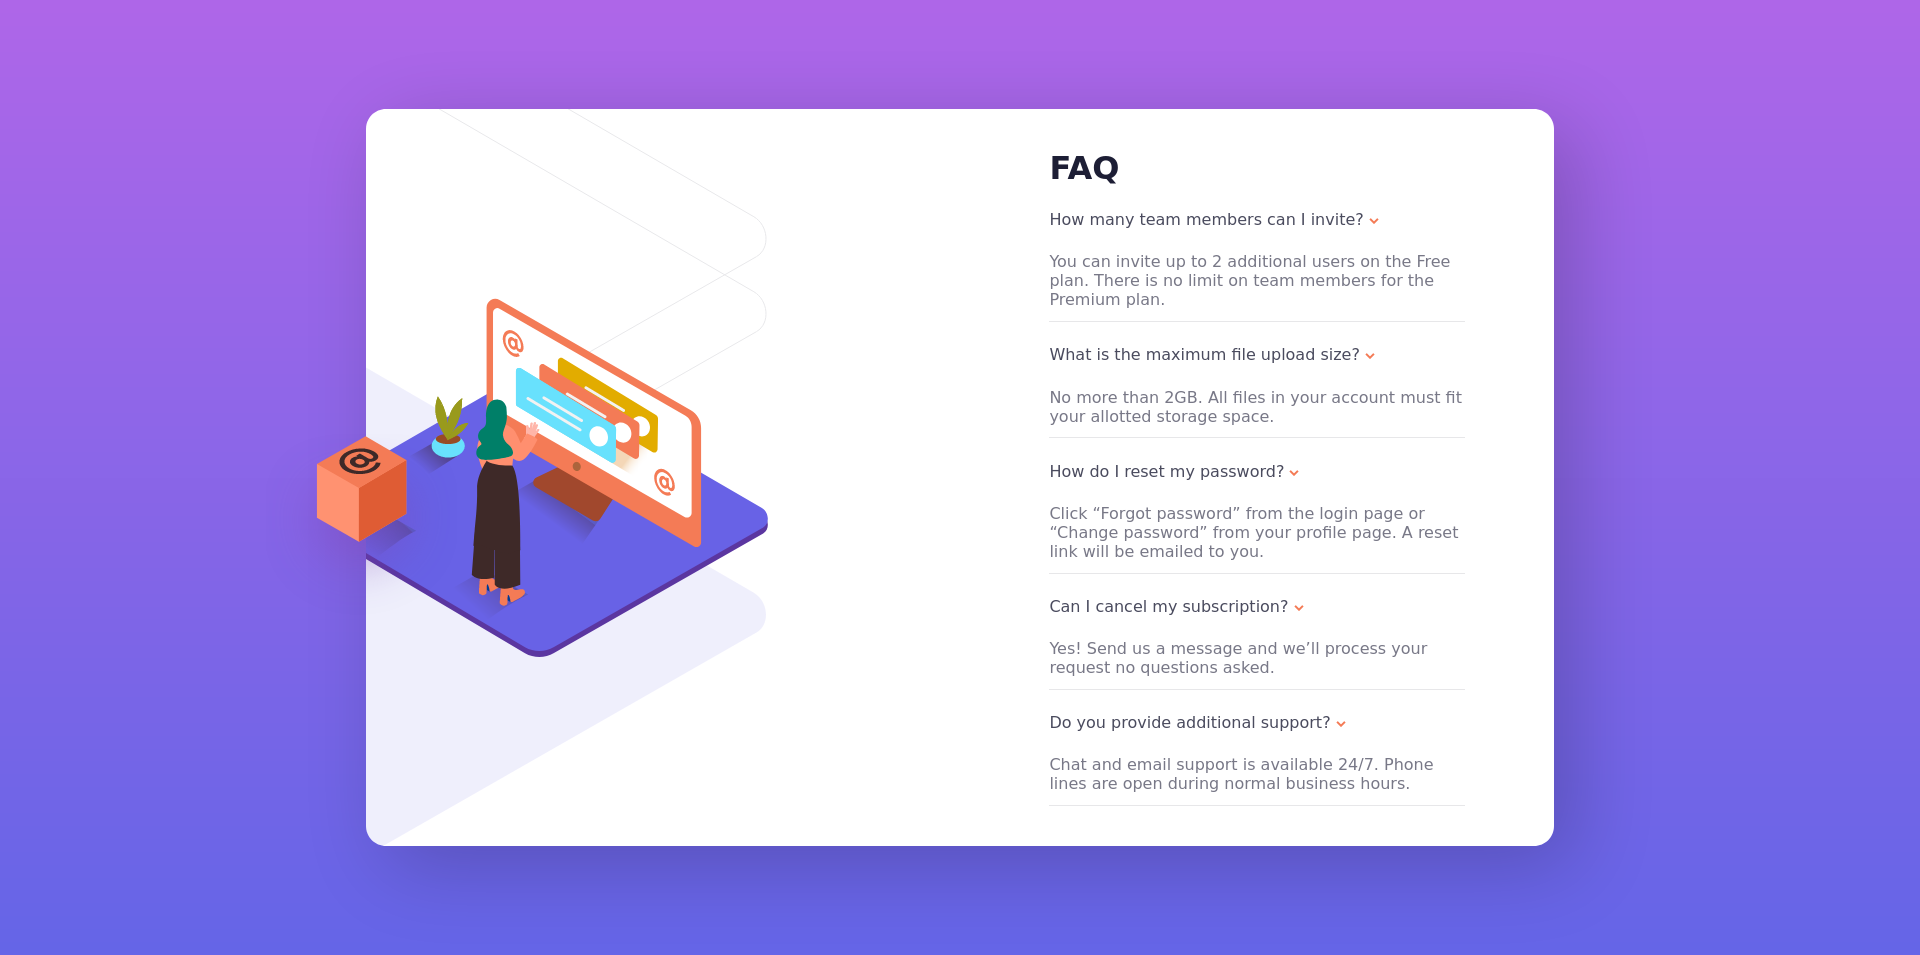 FAQ
How many team members can I invite?
You can invite up to 2 additional users on the Free
plan. There is no limit on team members for the
Premium plan.
What is the maximum file upload size?
No more than 2GB. All files in your account must fit
your allotted storage space.
How do I reset my password?
Click “Forgot password” from the login page or
“Change password” from your profile page. A reset
link will be emailed to you.
Can I cancel my subscription?
Yes! Send us a message and we’ll process your
request no questions asked.
Do you provide additional support?
Chat and email support is available 24/7. Phone
lines are open during normal business hours.
@
@
@